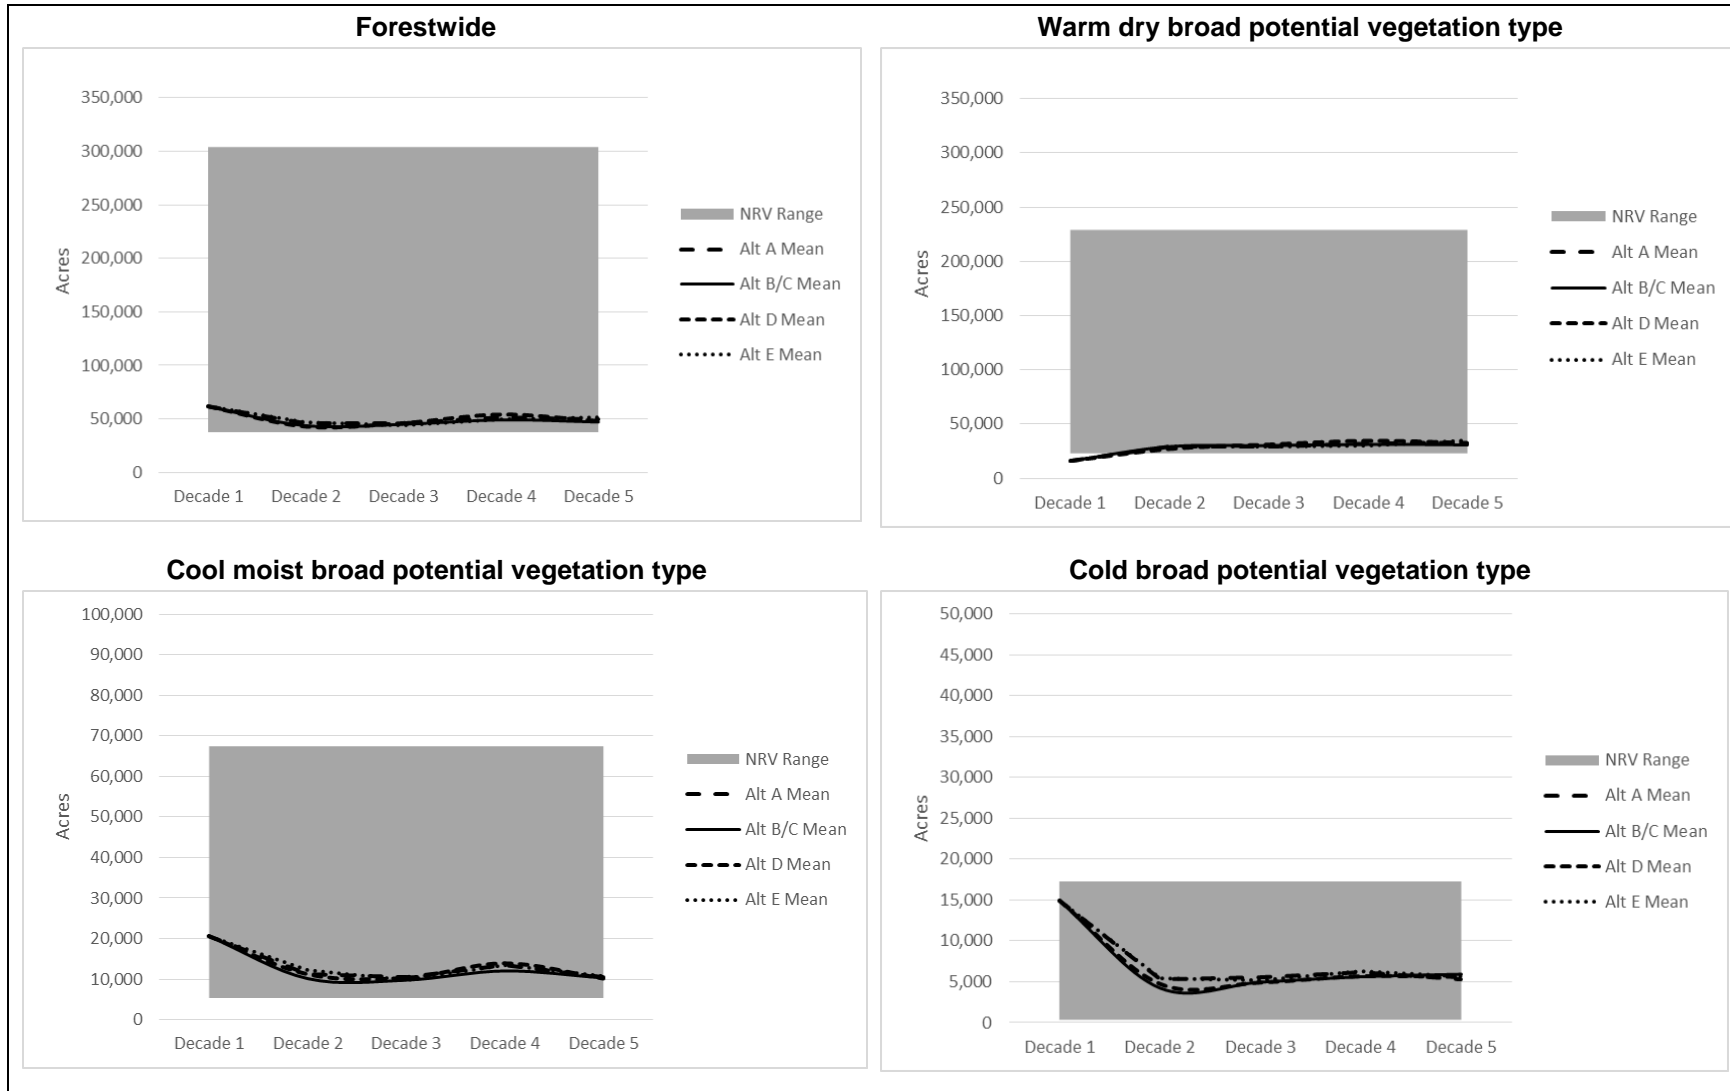 Forestwide
350,000
300,000
250,000
200,000
150,000
100,000
50,000
0
Acres
Decade 1 Decade 2 Decade 3 Decade 4 Decade 5
NRV Range
Alt A Mean
Alt B/C Mean
Alt D Mean
Alt E Mean
Warm dry broad potential vegetation type
350,000
300,000
250,000
200,000
150,000
100,000
50,000
0
Acres
Decade 1 Decade 2 Decade 3 Decade 4 Decade 5
NRV Range
Alt A Mean
Alt B/C Mean
Alt D Mean
Alt E Mean
Cool moist broad potential vegetation type
100,000
90,000
80,000
70,000
60,000
50,000
40,000
30,000
20,000
10,000
0
Acres
Decade 1 Decade 2 Decade 3 Decade 4 Decade 5
NRV Range
Alt A Mean
Alt B/C Mean
Alt D Mean
Alt E Mean
Cold broad potential vegetation type
50,000
45,000
40,000
35,000
30,000
25,000
20,000
15,000
10,000
5,000
0
Acres
Decade 1 Decade 2 Decade 3 Decade 4 Decade 5
NRV Range
Alt A Mean
Alt B/C Mean
Alt D Mean
Alt E Mean